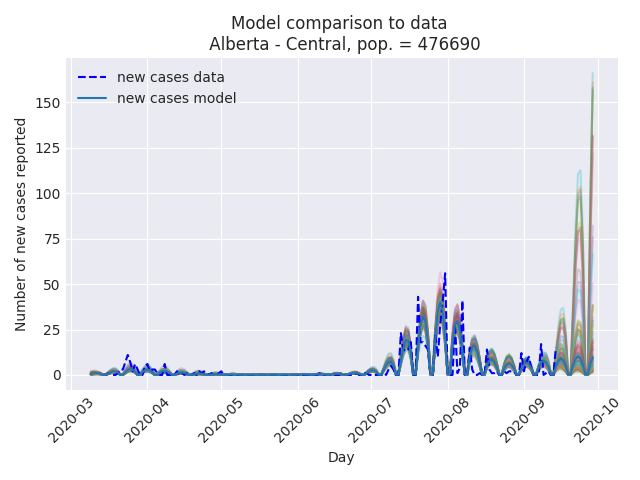 Model comparison to data
Alberta - Central, pop. = 476690
new cases data
new cases model
Number of new cases reported
150
125
100
75
50
25
0
2020-03
2020-04
2020-05
2020-06
2020-07
2020-08
2020-09
2020-10
Day